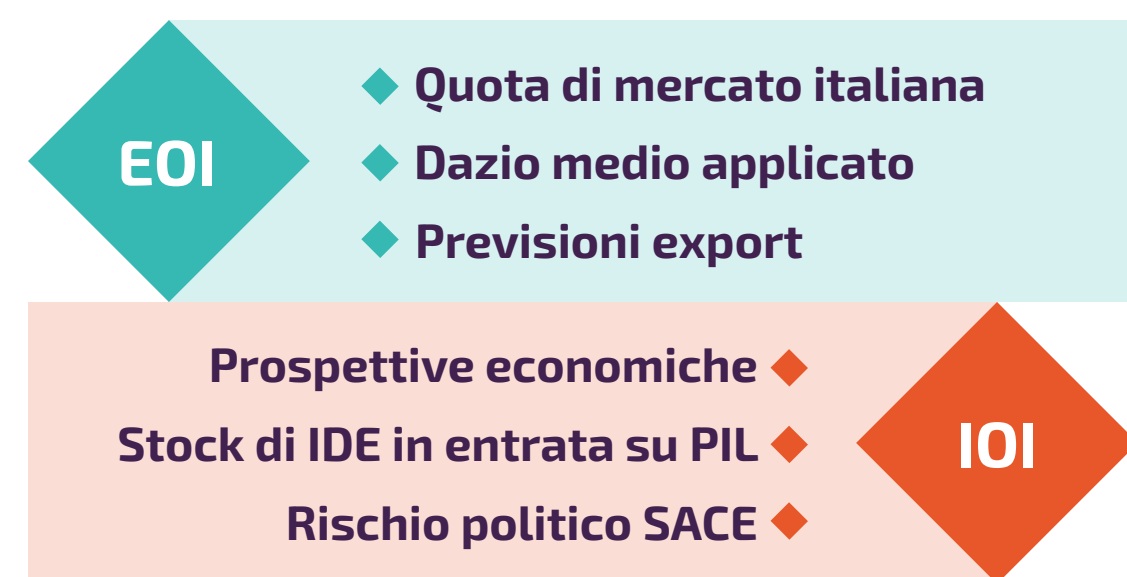 EOI
Quota di mercato italiana
Dazio medio applicato
Previsioni export
Prospettive economiche
Stock di IDE in entrata su PIL
Rischio politico SACE
IOI